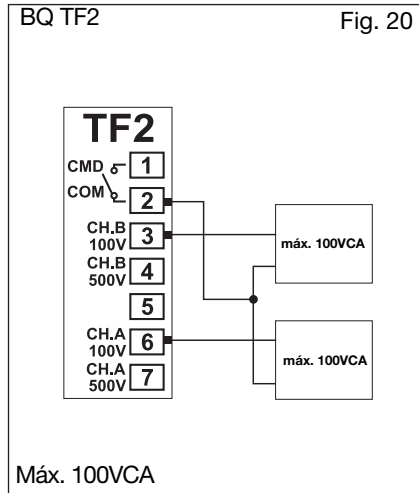 BQ TF2
Fig. 20
TF2
CMD
1
COM
2
CH.B
100V
3
CH.B
500V
4
5
CH.A
100V
6
CH.A
500V
7
máx. 100VCA
máx. 100VCA
Máx. 100VCA